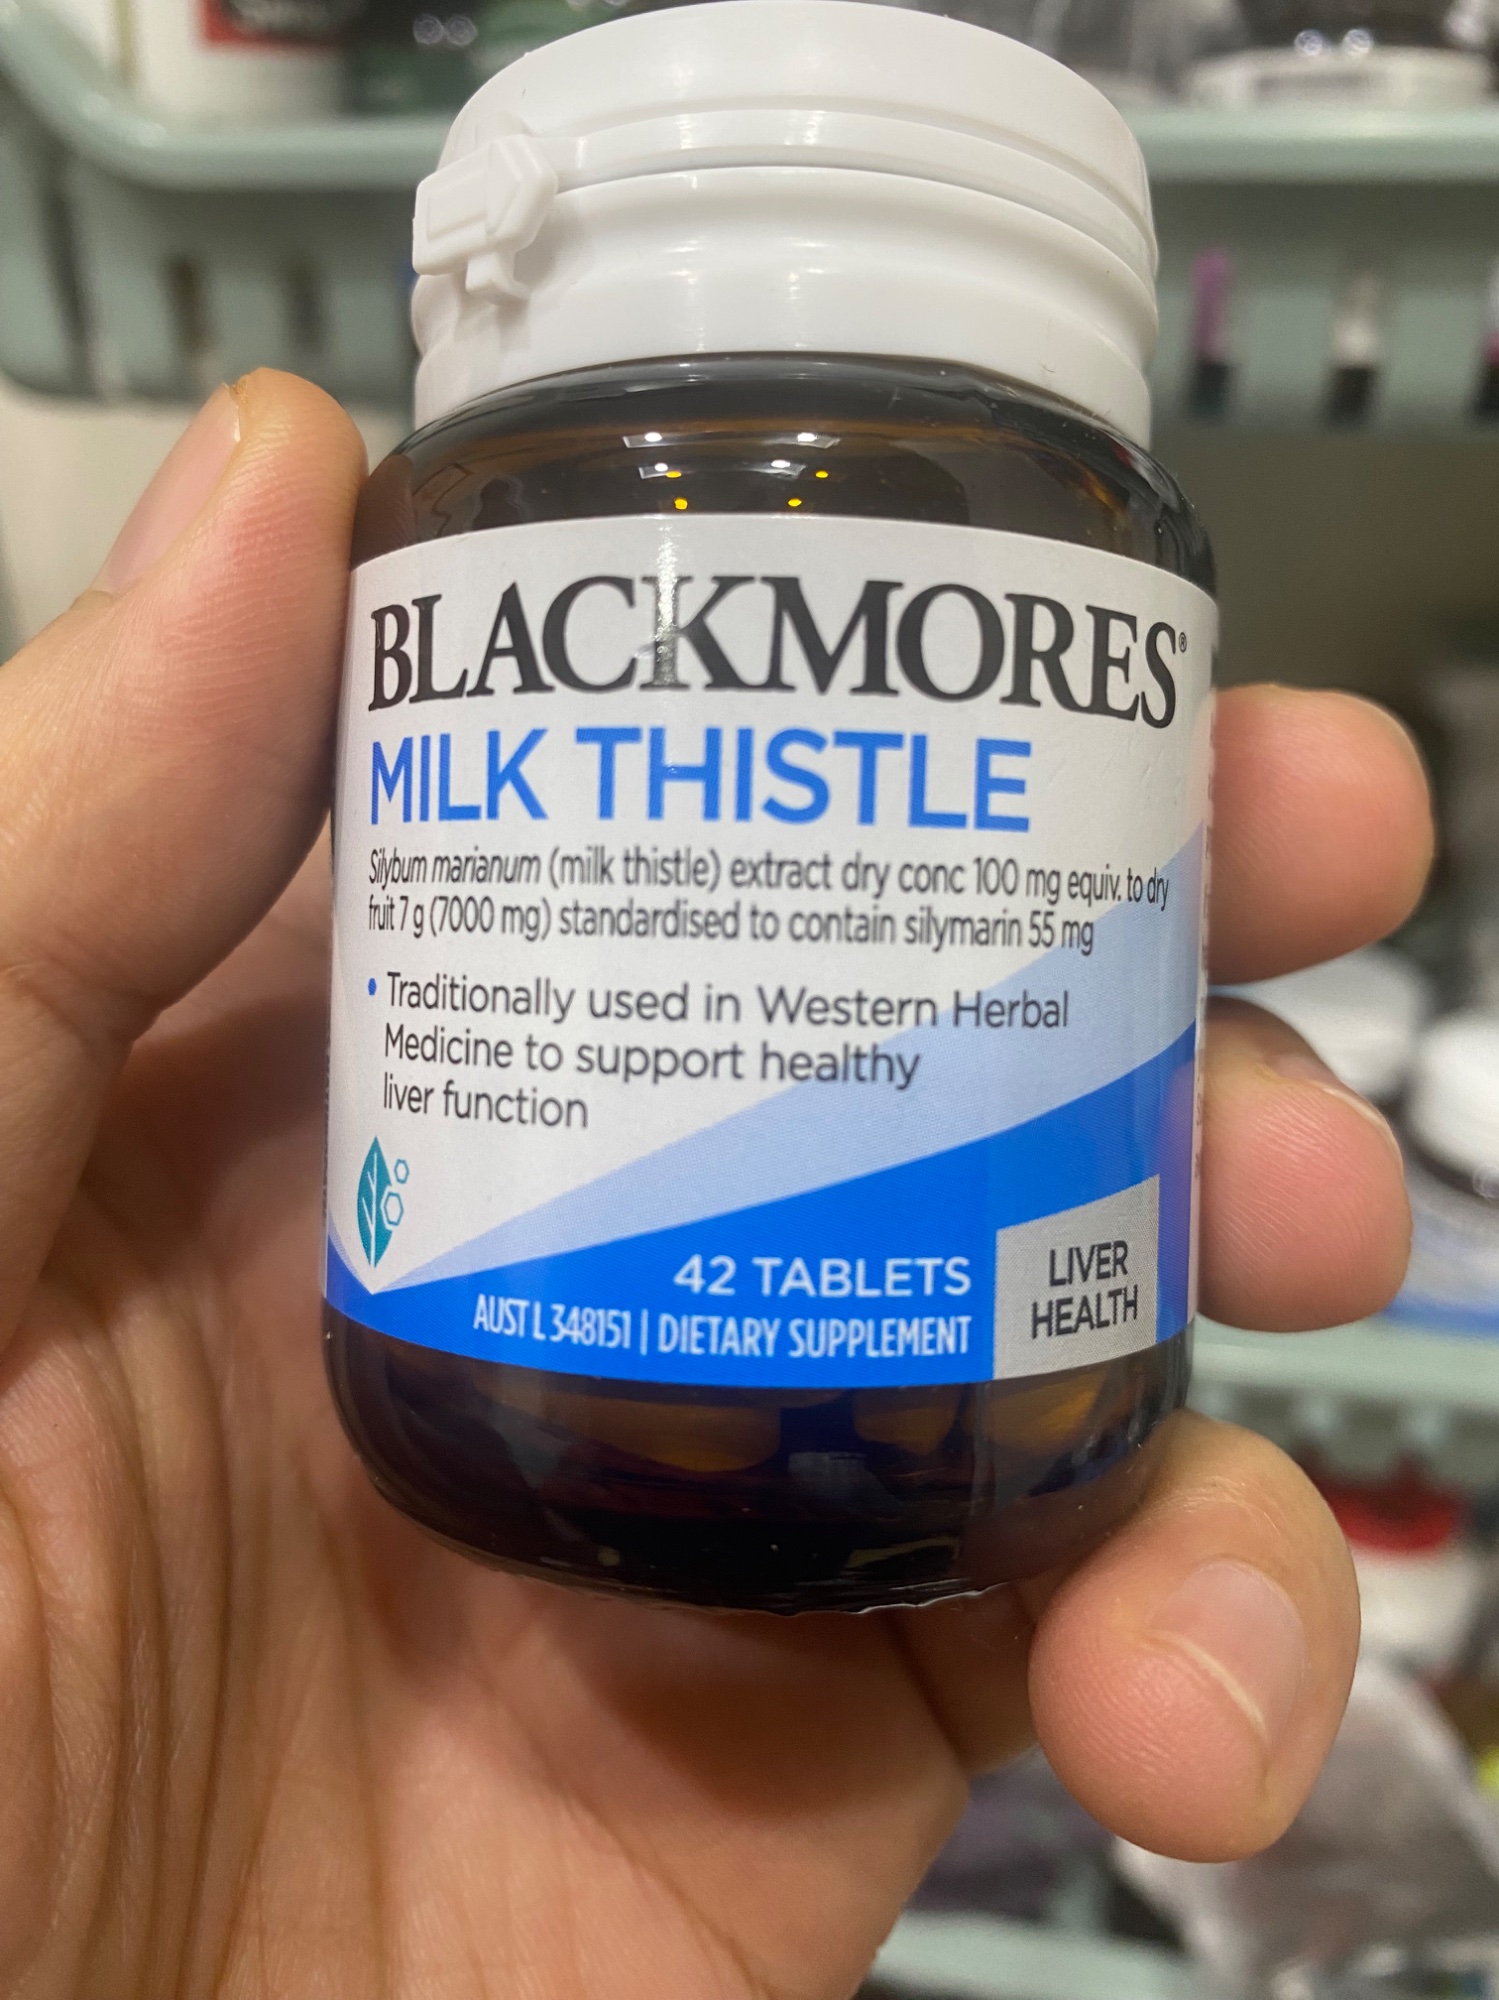 BLACKMORES®
MILK THISTLE
Silybum marianum (milk thistle) extract dry conc 100 mg equiv. to dry
fruit 7 g (7000 mg) standardised to contain silymarin 55 mg
• Traditionally used in Western Herbal
Medicine to support healthy
liver function
42 TABLETS
AUST L 348151 | DIETARY SUPPLEMENT
LIVER
HEALTH